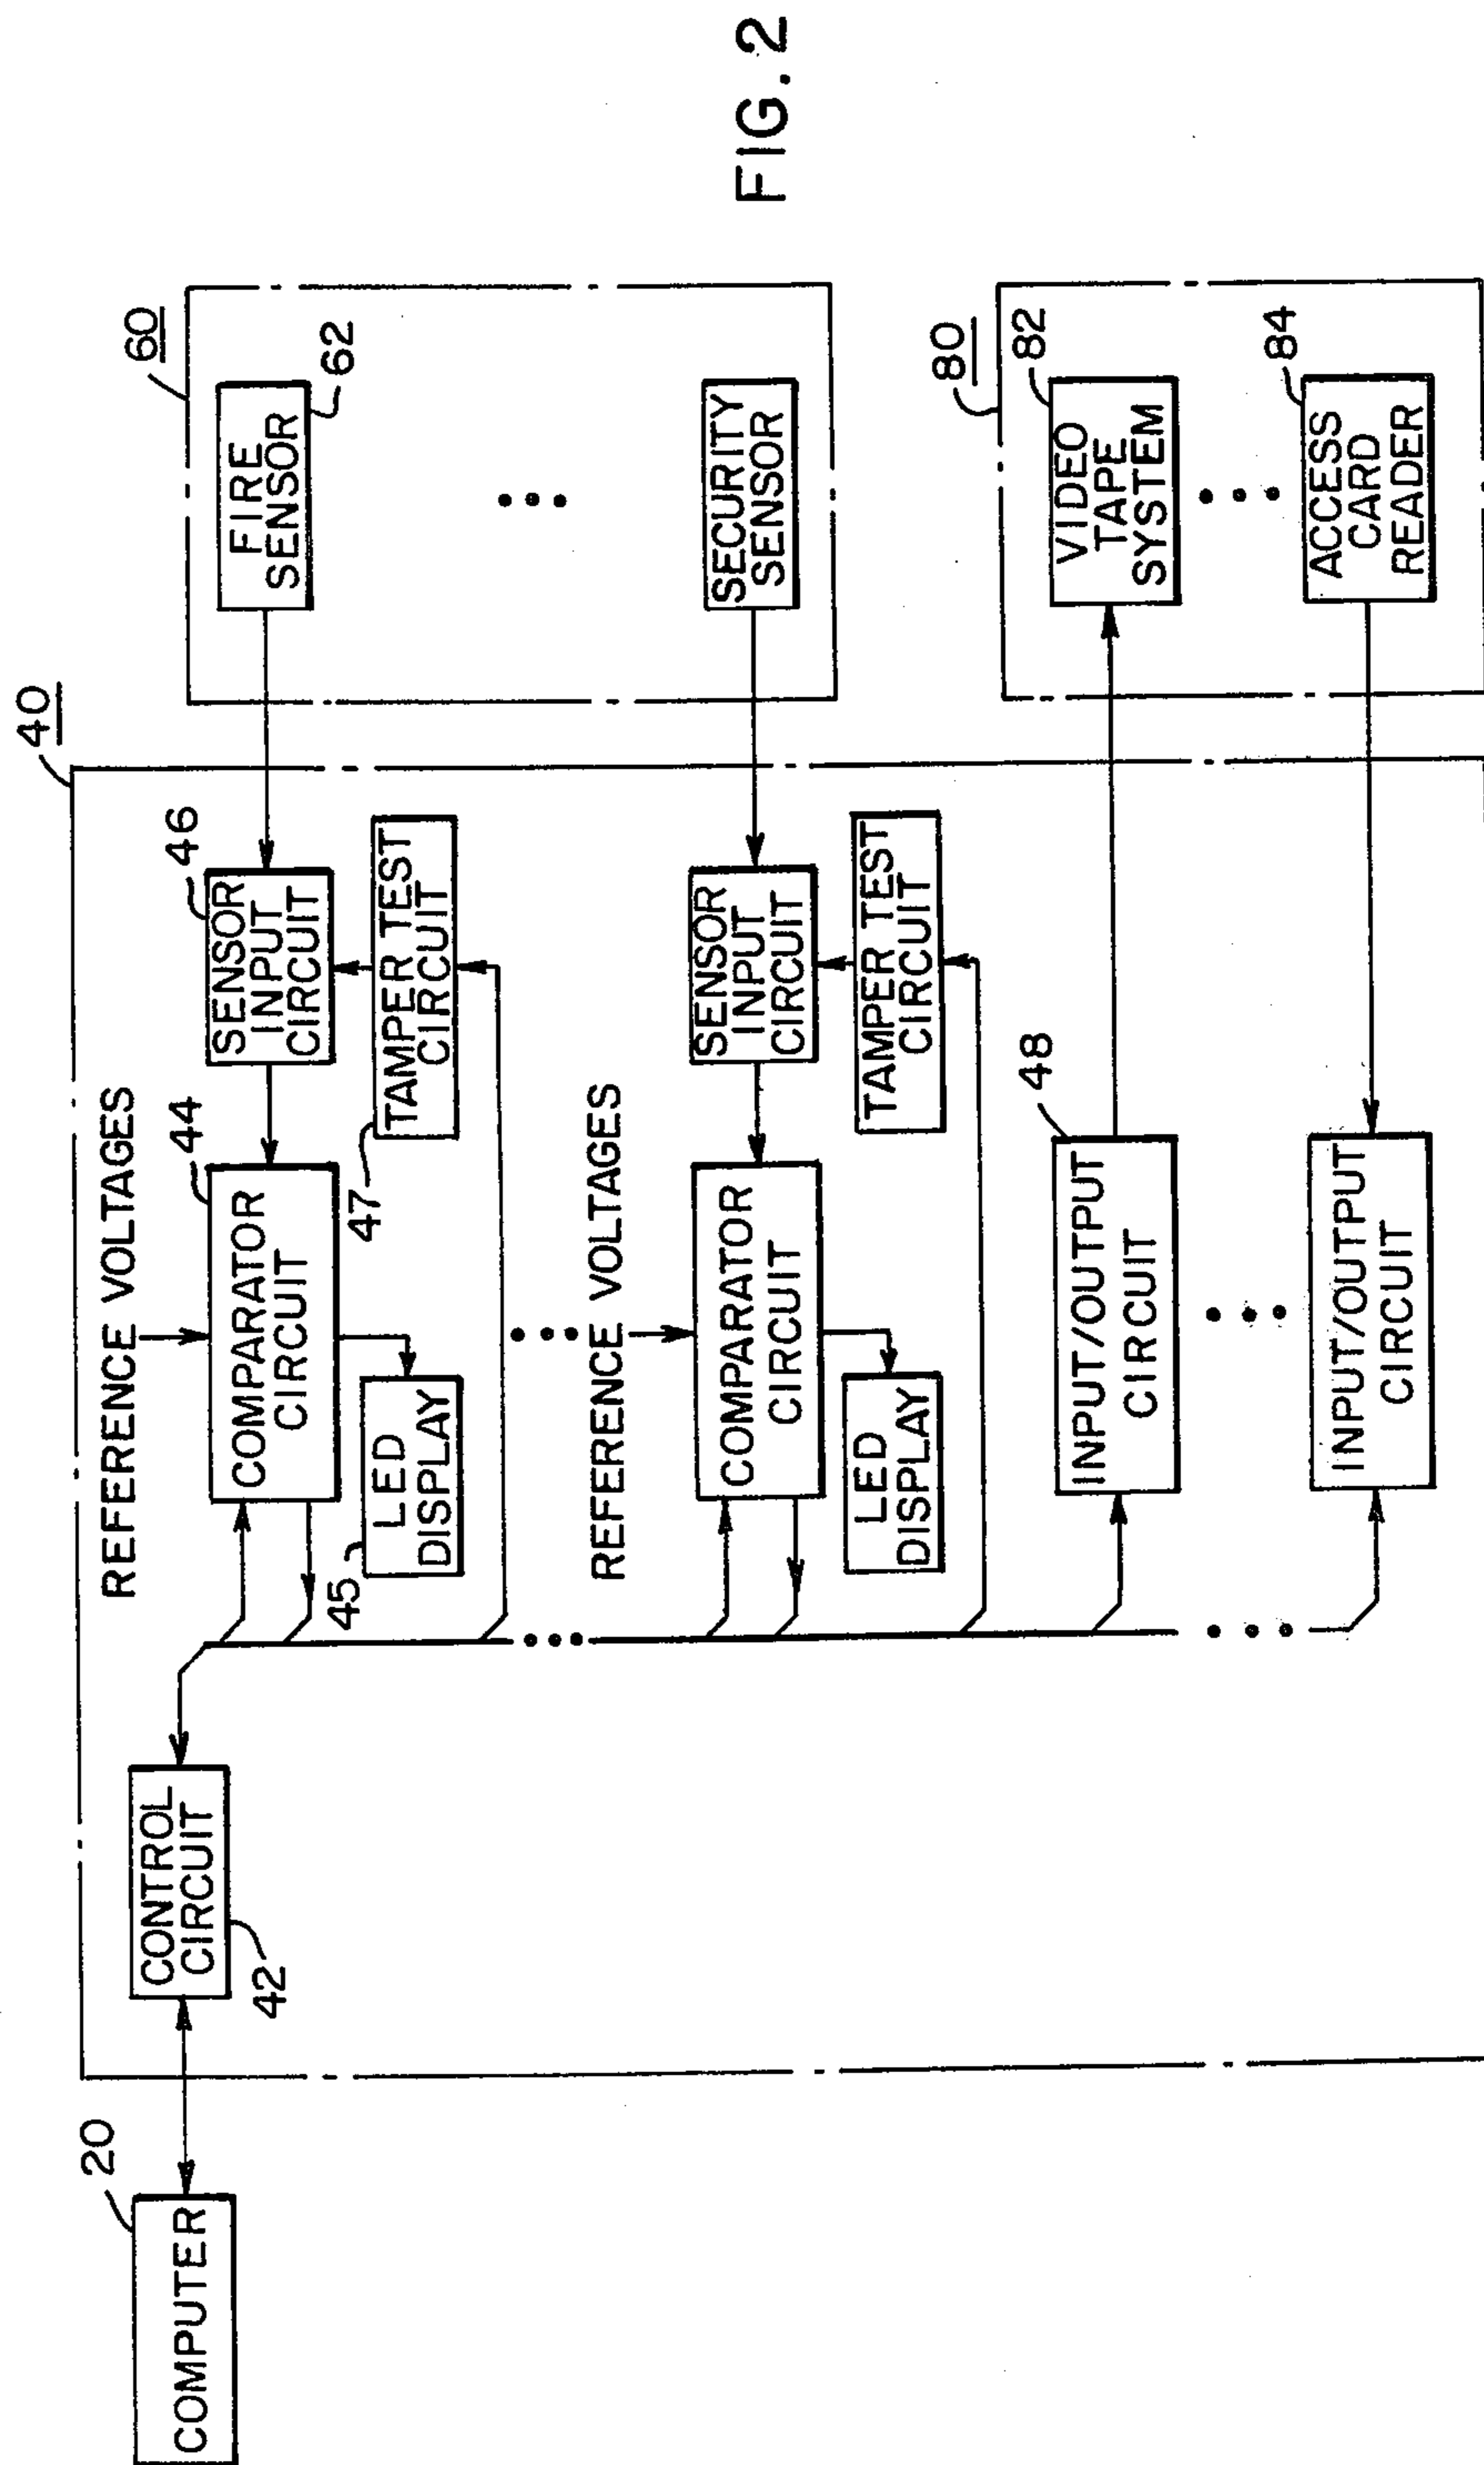 COMPUTER
20
CONTROL
CIRCUIT
42
40
REFERENCE VOLTAGES
COMPARATOR
CIRCUIT
44
LED
DISPLAY
45
SENSOR
INPUT
CIRCUIT
46
TAMPER TEST
CIRCUIT
47
60
FIRE
SENSOR
62
REFERENCE VOLTAGES
COMPARATOR
CIRCUIT
LED
DISPLAY
SENSOR
INPUT
CIRCUIT
TAMPER TEST
CIRCUIT
SECURITY
SENSOR
INPUT/OUTPUT
CIRCUIT
48
80
VIDEO
TAPE
SYSTEM
82
INPUT/OUTPUT
CIRCUIT
ACCESS
CARD
READER
84
FIG. 2